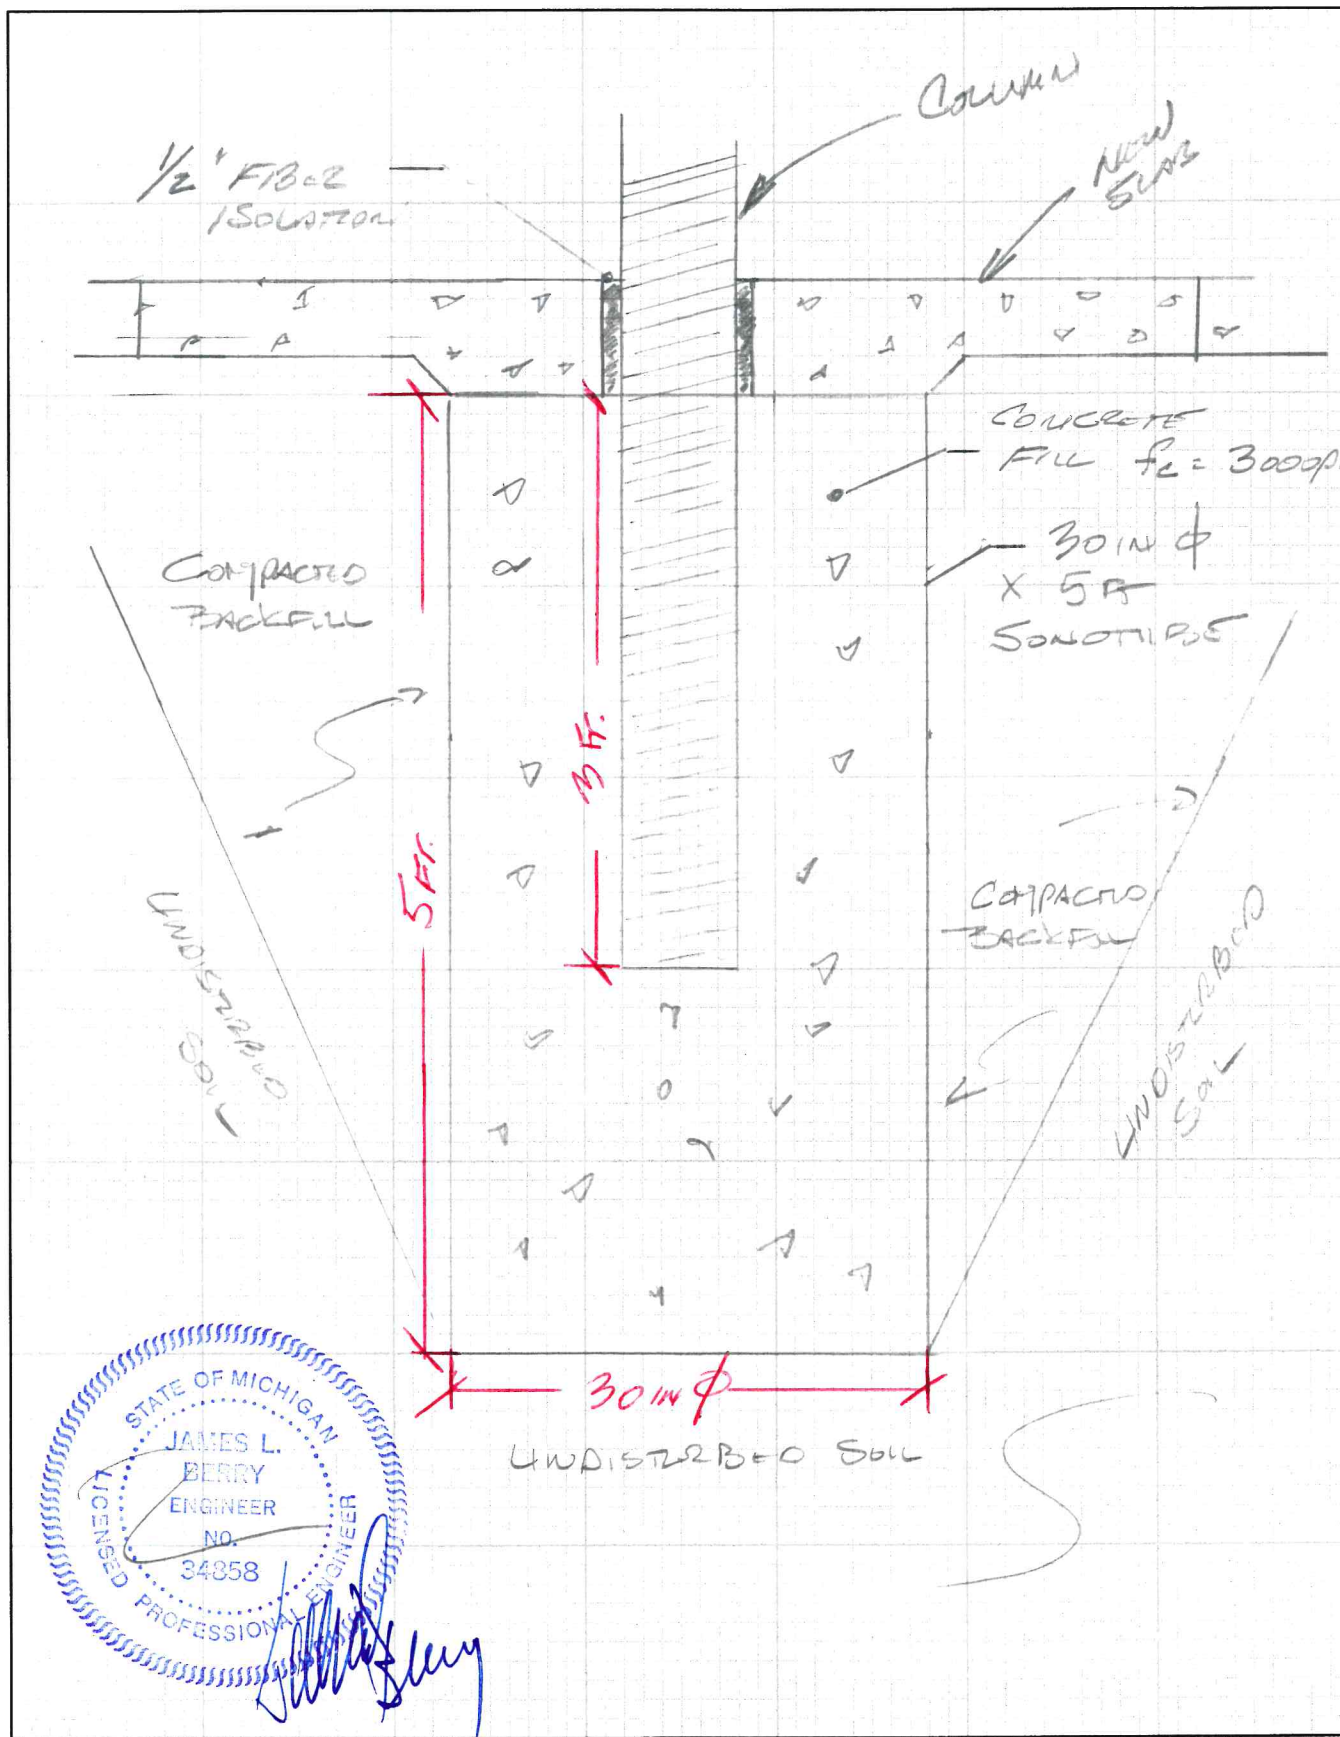 COLUMN
NEW
SLAB
1/2" FIBER
ISOLATION
CONCRETE
FILL fc = 3000p
30 IN ϕ
X 5 FT
SONOTUBE
COMPACTED
BACKFILL
3 FT.
5 FT.
COMPACTED
BACKFILL
UNDISTURBED
SOIL
UNDISTURBED
SOIL
30 IN ϕ
UNDISTURBED SOIL
STATE OF MICHIGAN
JAMES L.
BERRY
ENGINEER
NO.
34858
LICENSED PROFESSIONAL ENGINEER